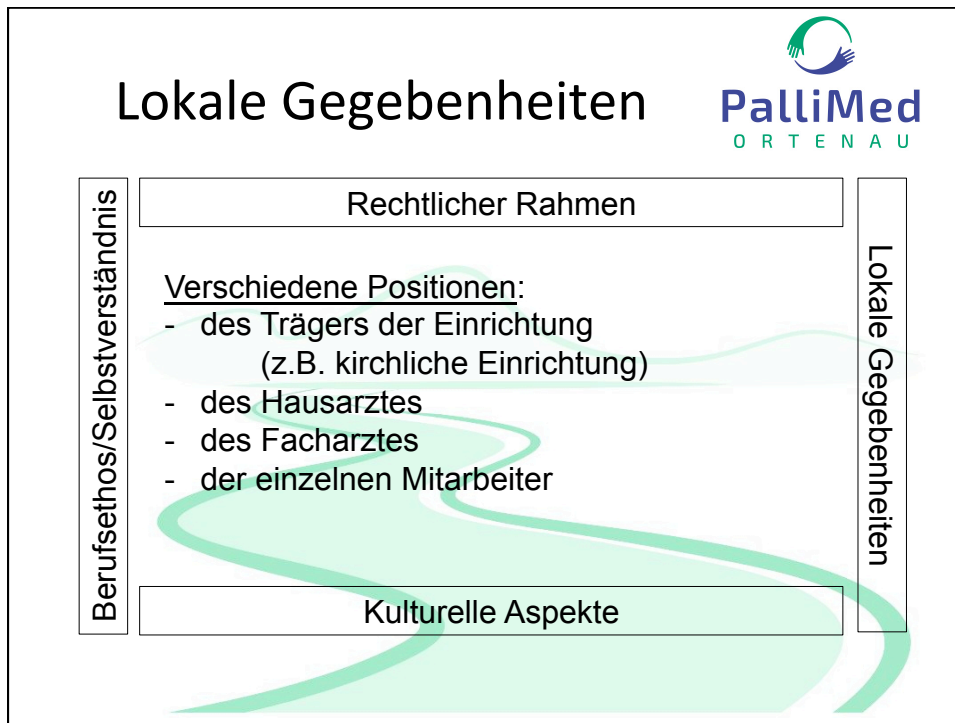 Lokale Gegebenheiten
PalliMed
ORTENAU
Berufsethos/Selbstverständnis
Rechtlicher Rahmen
Lokale Gegebenheiten
Verschiedene Positionen:
- des Trägers der Einrichtung
(z.B. kirchliche Einrichtung)
- des Hausarztes
- des Facharztes
- der einzelnen Mitarbeiter
Kulturelle Aspekte